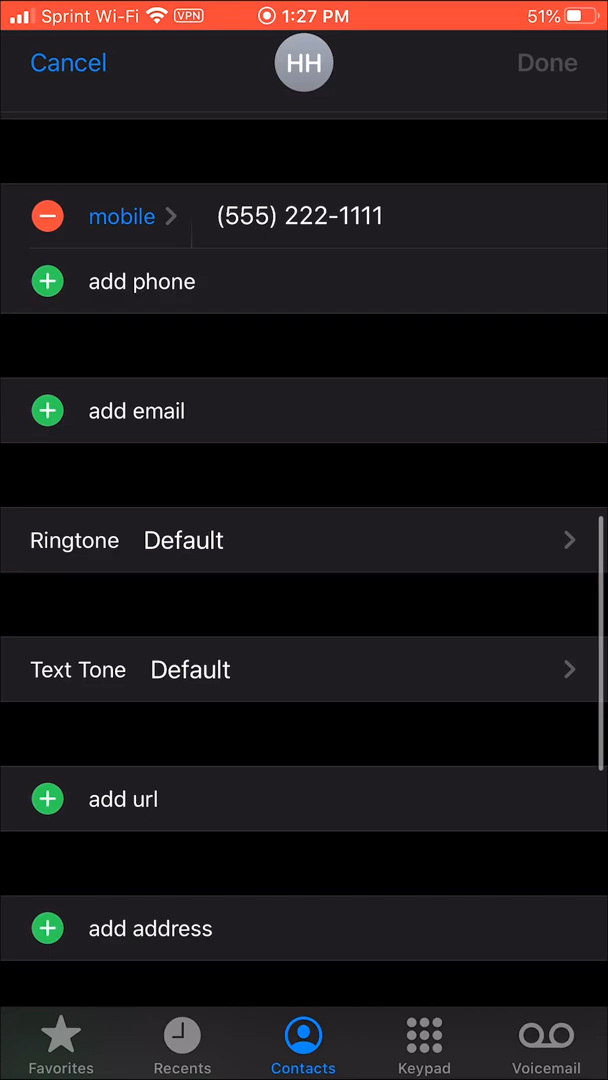 Sprint Wi-Fi VPN 1:27 PM 51%
Cancel HH Done
mobile (555) 222-1111
add phone
add email
Ringtone Default
Text Tone Default
add url
add address
Favorites Recents Contacts Keypad Voicemail